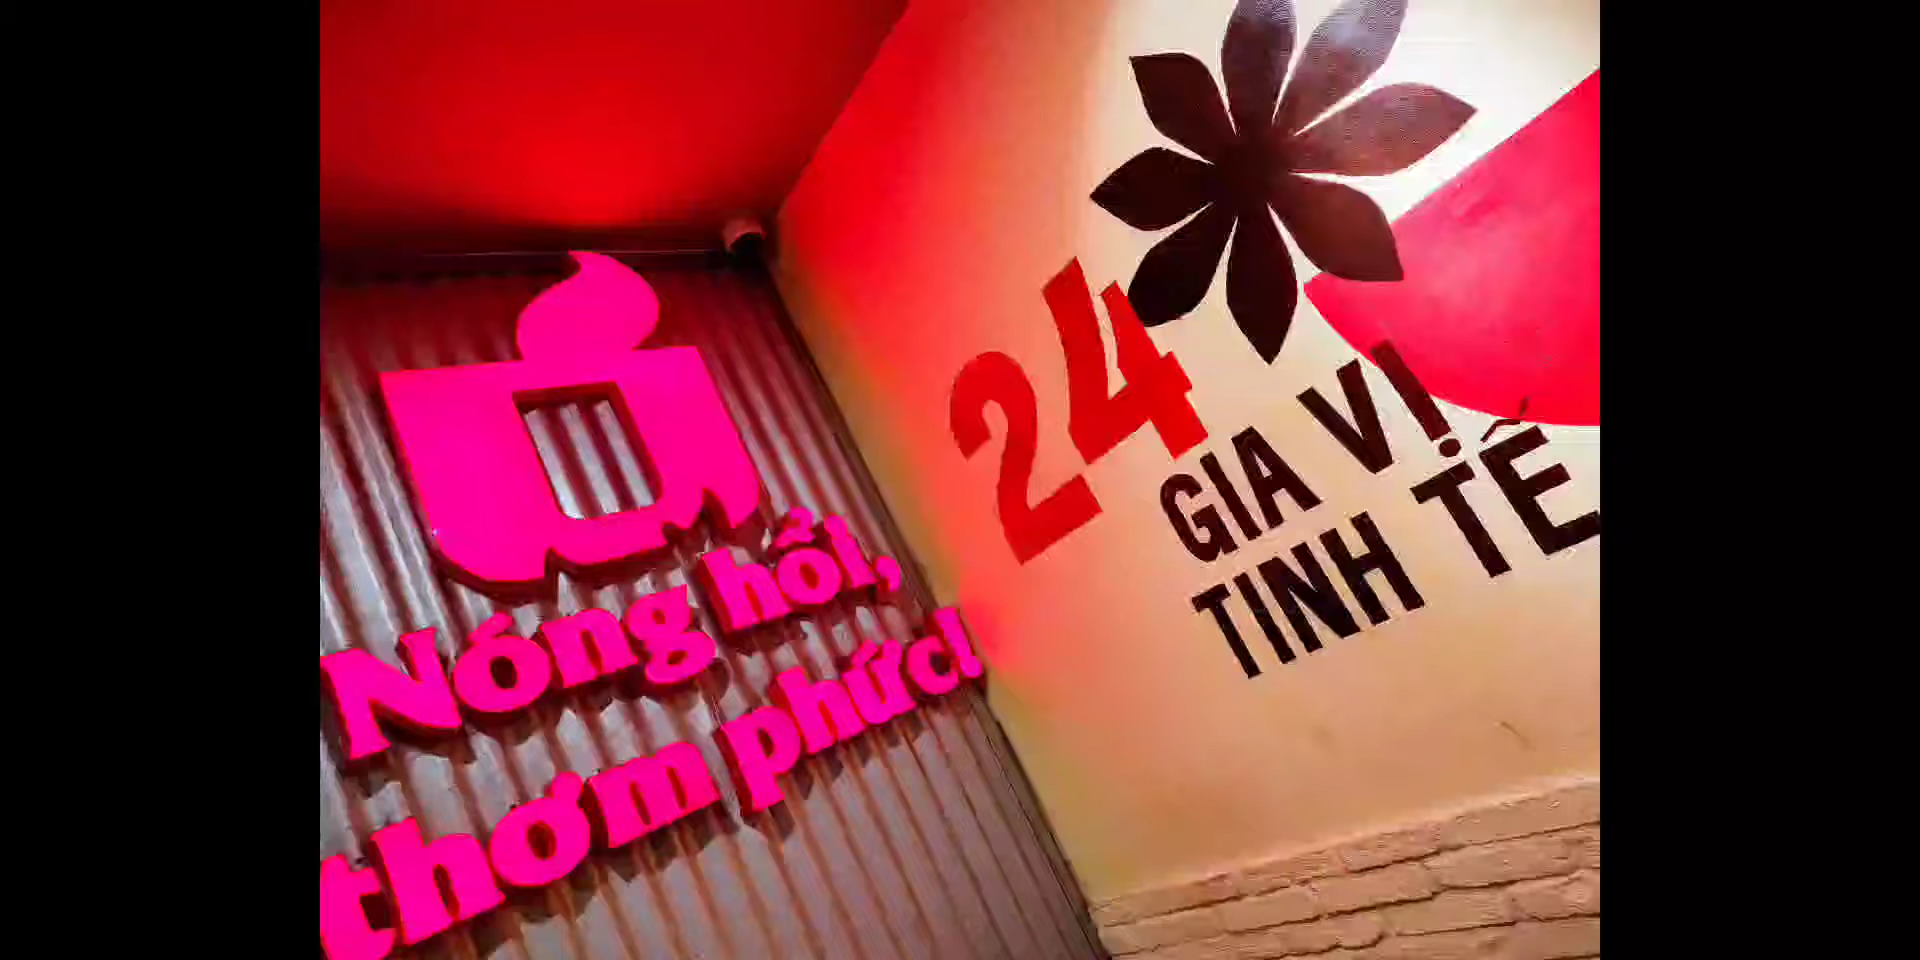 Nóng hổi,
thơm phức!
24
GIA VỊ
TINH TẾ